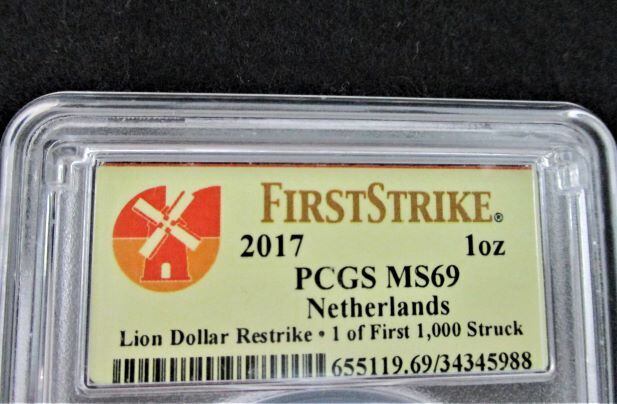 FIRSTSTRIKE®
2017 1oz
PCGS MS69
Netherlands
Lion Dollar Restrike • 1 of First 1,000 Struck
655119.69/34345988